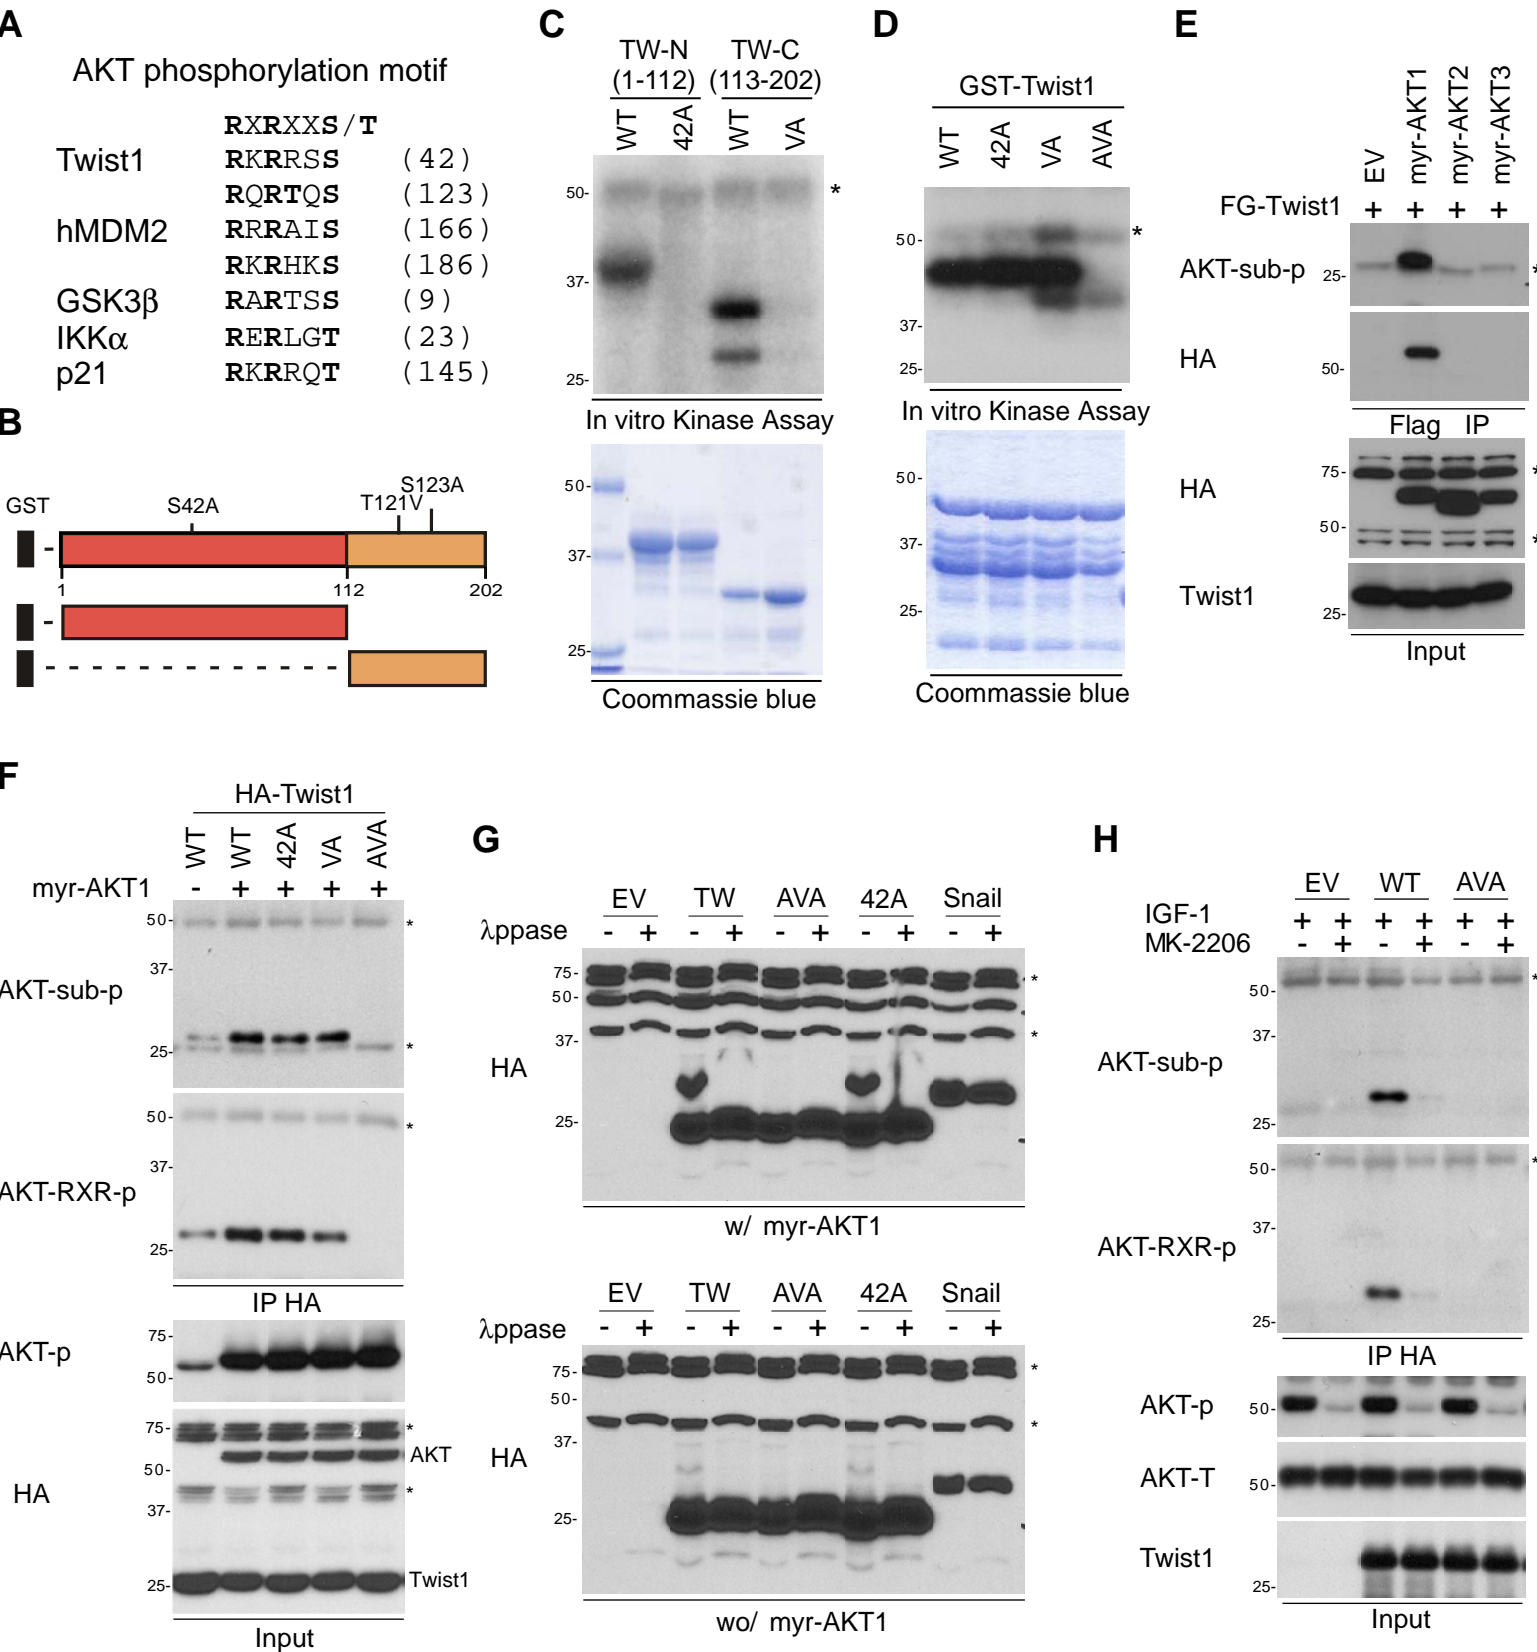 A
AKT phosphorylation motif
RXRXXS/T
Twist1 RKRRSS (42)
RQRTQS (123)
hMDM2 RRRAIS (166)
RKRHKS (186)
GSK3β RARTSS (9)
IKKα RERLGT (23)
p21 RKRRQT (145)
B
GST
S42A
T121V
S123A
1 112 202
C
TW-N TW-C
(1-112) (113-202)
WT 42A WT VA
50-
*
37-
25-
In vitro Kinase Assay
50-
37-
25-
Coommassie blue
D
GST-Twist1
WT 42A VA AVA
50-
*
37-
25-
In vitro Kinase Assay
50-
37-
25-
Coommassie blue
E
EV myr-AKT1 myr-AKT2 myr-AKT3
FG-Twist1 + + + +
AKT-sub-p 25- *
HA 50-
Flag IP
HA 75- *
50- *
Twist1 25-
Input
F
HA-Twist1
WT WT 42A VA AVA
myr-AKT1 - + + + +
50- *
37-
AKT-sub-p
25- *
50- *
37-
AKT-RXR-p
25-
IP HA
75-
AKT-p
50-
75- *
AKT
50-
*
HA 37-
Twist1
25-
Input
G
EV TW AVA 42A Snail
λppase - + - + - + - + - +
75- *
50-
*
37-
HA
25-
w/ myr-AKT1
EV TW AVA 42A Snail
λppase - + - + - + - + - +
75- *
50-
*
37-
HA
25-
wo/ myr-AKT1
H
EV WT AVA
IGF-1 + + + + + +
MK-2206 - + - + - +
50- *
37-
AKT-sub-p
25-
50- *
37-
AKT-RXR-p
25-
IP HA
AKT-p 50-
AKT-T 50-
Twist1
25-
Input